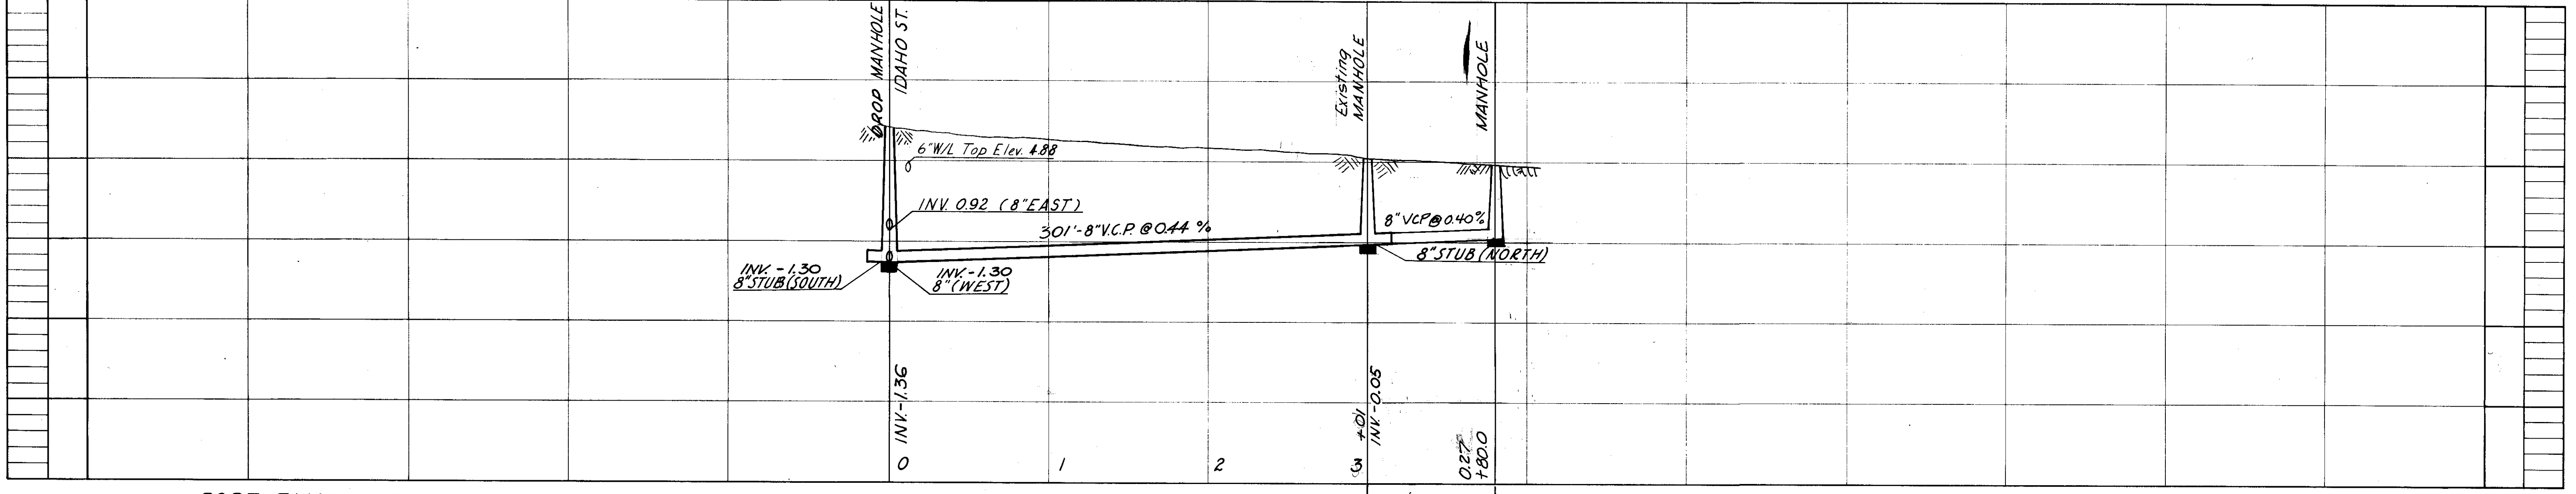 DROP MANHOLE
IDAHO ST.
Existing
MANHOLE
MANHOLE
6"W/L Top Elev. 4.88
INV. 0.92 (8"EAST)
301'-8"V.C.P. @ 0.44 %
8" VCP @ 0.40%
8"STUB (NORTH)
INV. -1.30
8"STUB (SOUTH)
INV. -1.30
8" (WEST)
INV. -1.36
+01
INV. -0.05
0.27
+80.0
0 1 2 3